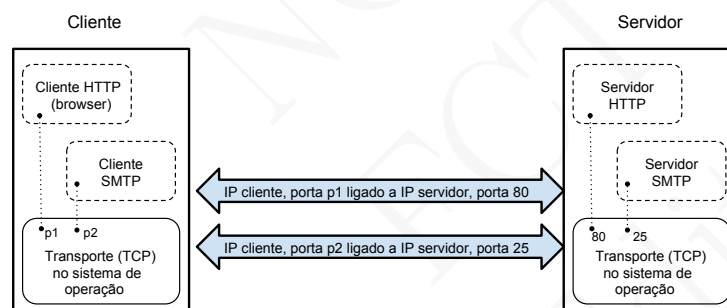 Cliente
Servidor
Cliente HTTP
(browser)
Cliente
SMTP
p1
p2
Transporte (TCP)
no sistema de
operação
IP cliente, porta p1 ligado a IP servidor, porta 80
IP cliente, porta p2 ligado a IP servidor, porta 25
Servidor
HTTP
Servidor
SMTP
80
25
Transporte (TCP)
no sistema de
operação